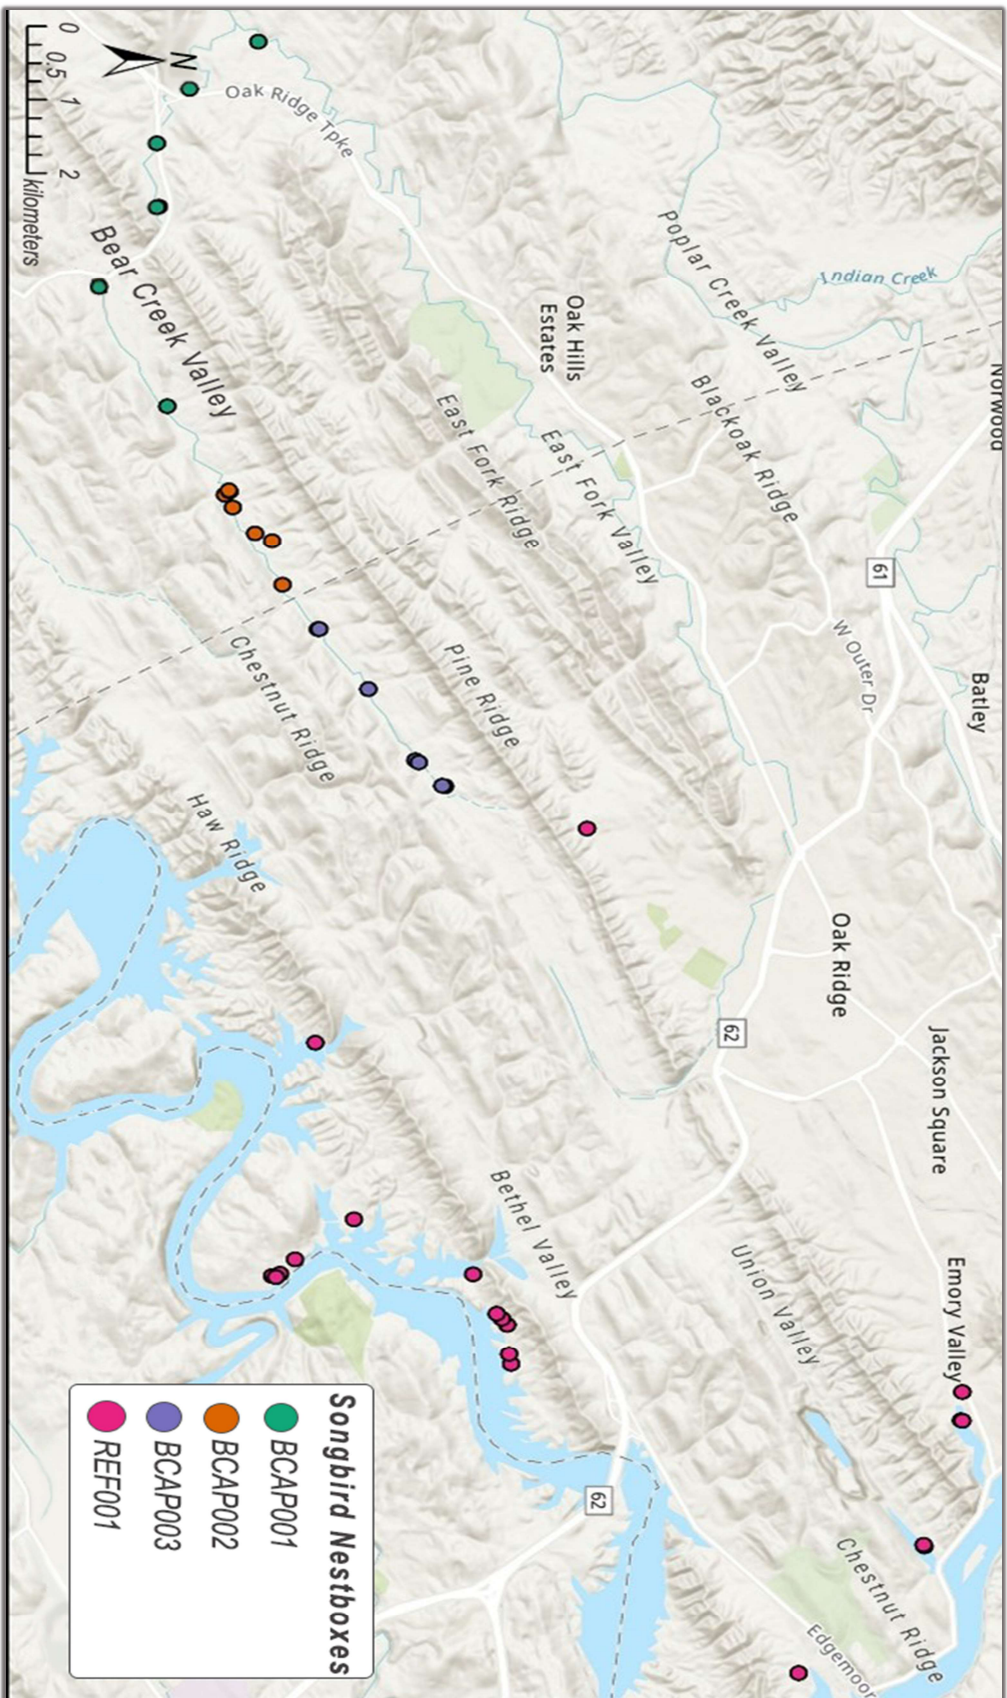 Norwood
Batley
Indian Creek
Poplar Creek Valley
61
Blackoak Ridge
W Outer Dr
Oak Hills
Estates
East Fork Valley
East Fork Ridge
Oak Ridge Tpke
Oak Ridge
Jackson Square
Emory Valley
62
Pine Ridge
Union Valley
Bear Creek Valley
Chestnut Ridge
Haw Ridge
Bethel Valley
62
Chestnut Ridge
Edgemoor
N
0 0.5 1 2
kilometers
Songbird Nestboxes
BCAP001
BCAP002
BCAP003
REF001